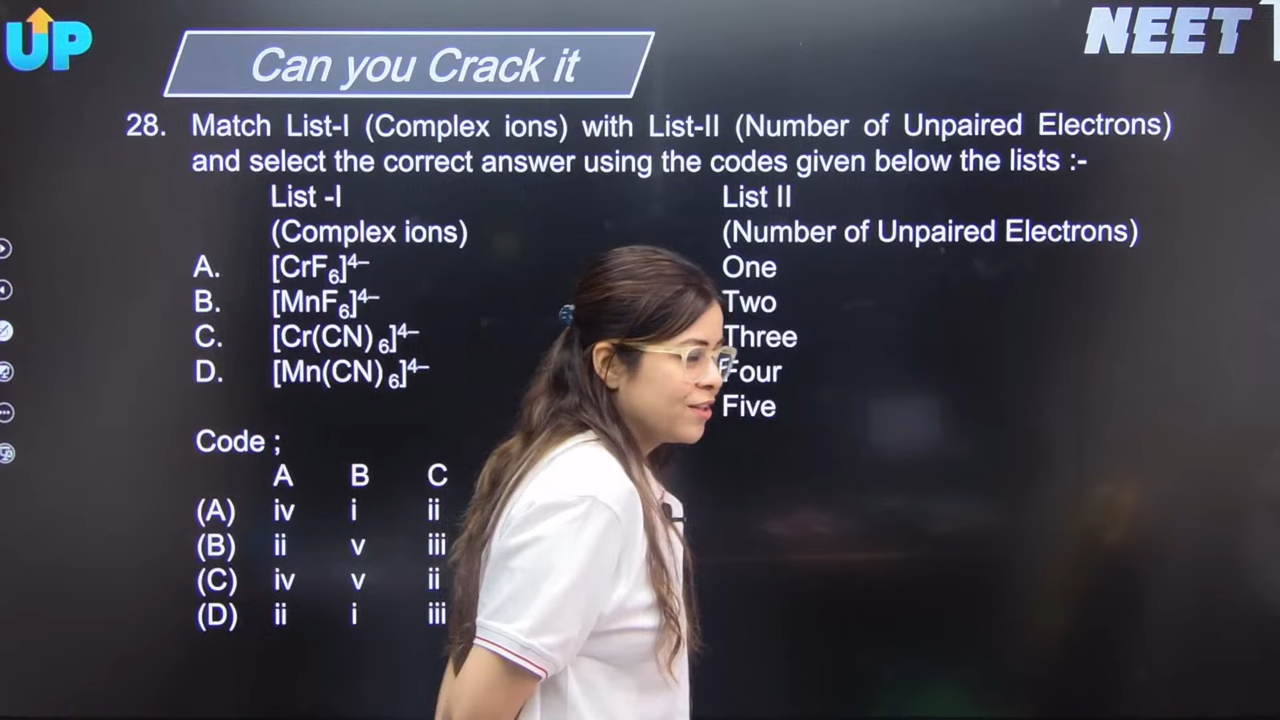 UP
NEET
Can you Crack it
28. Match List-I (Complex ions) with List-II (Number of Unpaired Electrons)
and select the correct answer using the codes given below the lists :-
List -I List II
(Complex ions) (Number of Unpaired Electrons)
A. [CrF₆]⁴⁻ One
B. [MnF₆]⁴⁻ Two
C. [Cr(CN)₆]⁴⁻ Three
D. [Mn(CN)₆]⁴⁻ Four
Five
Code ;
A B C
(A) iv i ii
(B) ii v iii
(C) iv v ii
(D) ii i iii